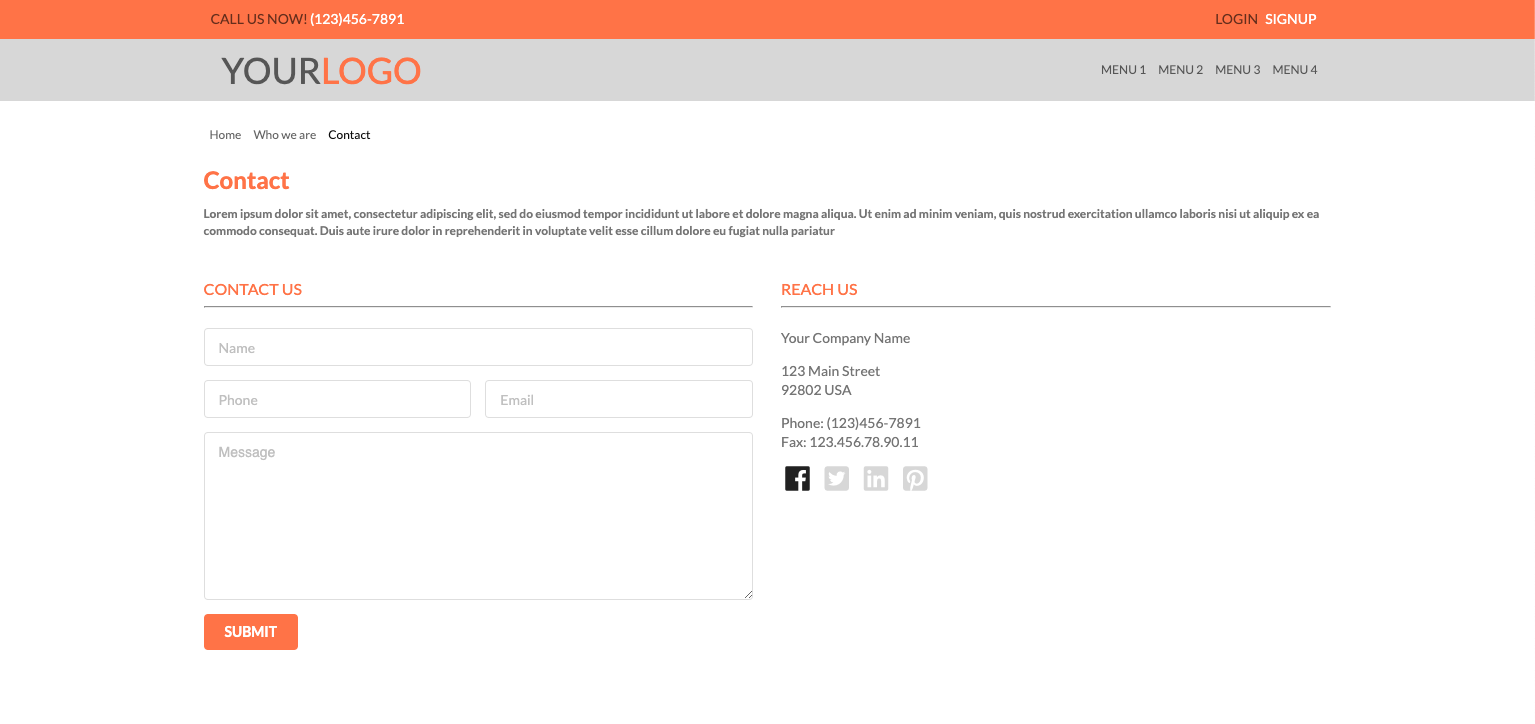 CALL US NOW! (123)456-7891 LOGIN SIGNUP
YOURLOGO MENU 1 MENU 2 MENU 3 MENU 4
Home Who we are Contact
Contact
Lorem ipsum dolor sit amet, consectetur adipiscing elit, sed do eiusmod tempor incididunt ut labore et dolore magna aliqua. Ut enim ad minim veniam, quis nostrud exercitation ullamco laboris nisi ut aliquip ex ea
commodo consequat. Duis aute irure dolor in reprehenderit in voluptate velit esse cillum dolore eu fugiat nulla pariatur
CONTACT US
Name
Phone Email
Message
SUBMIT
REACH US
Your Company Name
123 Main Street
92802 USA
Phone: (123)456-7891
Fax: 123.456.78.90.11